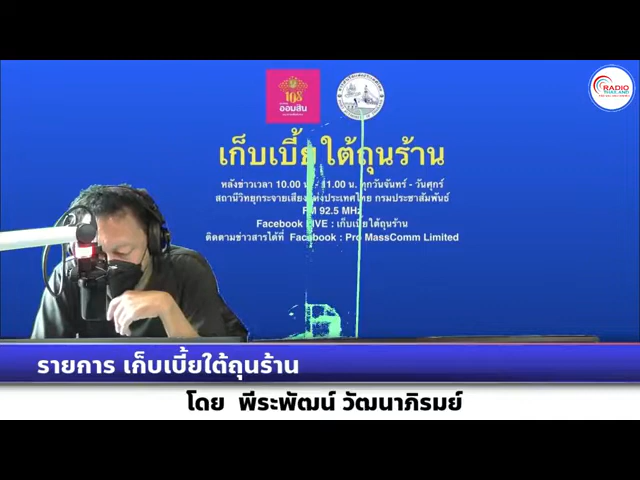 RADIO
THAILAND
108
ออมสิน
เก็บเบี้ยใต้ถุนร้าน
หลังข่าวเวลา 10.00 น. - 11.00 น. ทุกวันจันทร์ - วันศุกร์
สถานีวิทยุกระจายเสียงแห่งประเทศไทย กรมประชาสัมพันธ์
FM 92.5 MHz
Facebook LIVE : เก็บเบี้ยใต้ถุนร้าน
ติดตามข่าวสารได้ที่ Facebook : Pro MassComm Limited
รายการ เก็บเบี้ยใต้ถุนร้าน
โดย พีระพัฒน์ วัฒนาภิรมย์